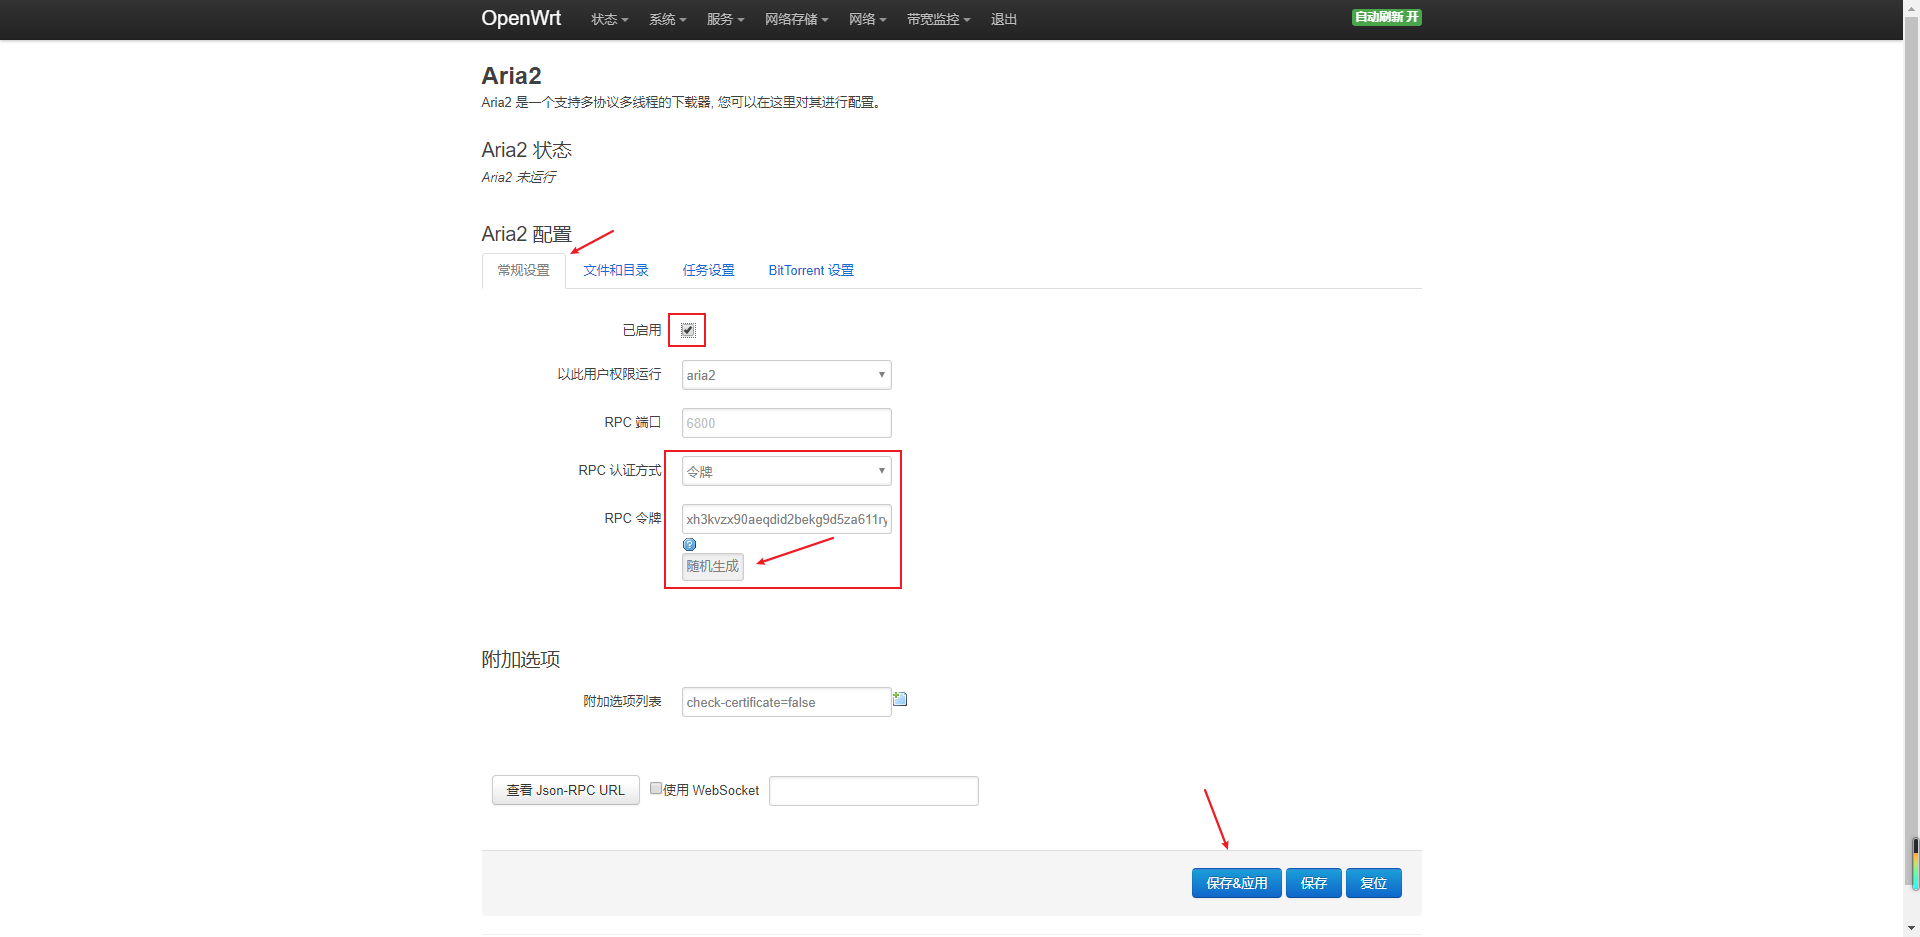 OpenWrt 状态 系统 服务 网络存储 网络 带宽监控 退出 自动刷新 开
Aria2
Aria2 是一个支持多协议多线程的下载器, 您可以在这里对其进行配置。
Aria2 状态
Aria2 未运行
Aria2 配置
常规设置 文件和目录 任务设置 BitTorrent 设置
已启用
以此用户权限运行 aria2
RPC 端口 6800
RPC 认证方式 令牌
RPC 令牌 xh3kvzx90aeqdid2bekg9d5za611ry
随机生成
附加选项
附加选项列表 check-certificate=false
查看 Json-RPC URL 使用 WebSocket
保存&应用 保存 复位